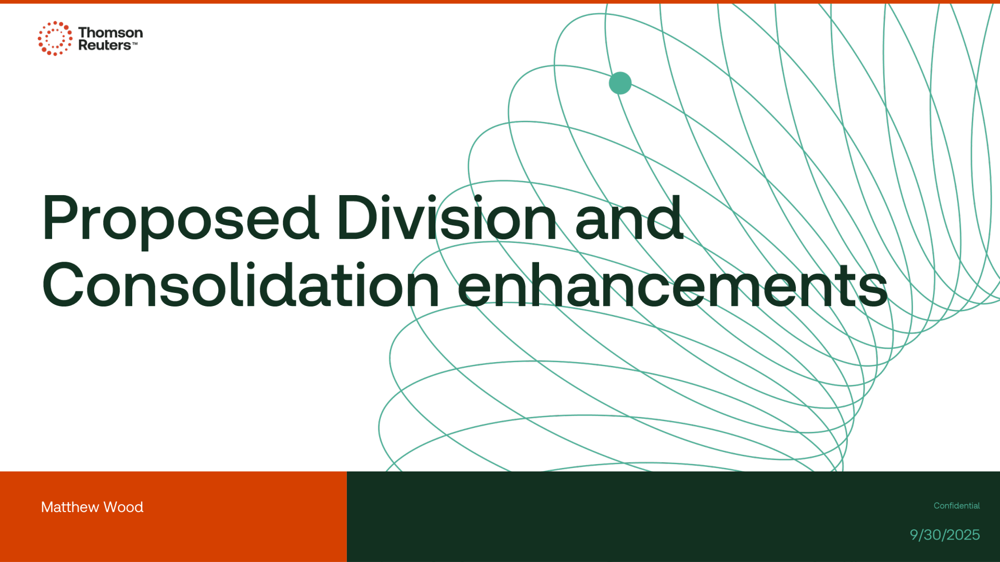 Thomson
Reuters™
Proposed Division and
Consolidation enhancements
Matthew Wood
Confidential
9/30/2025